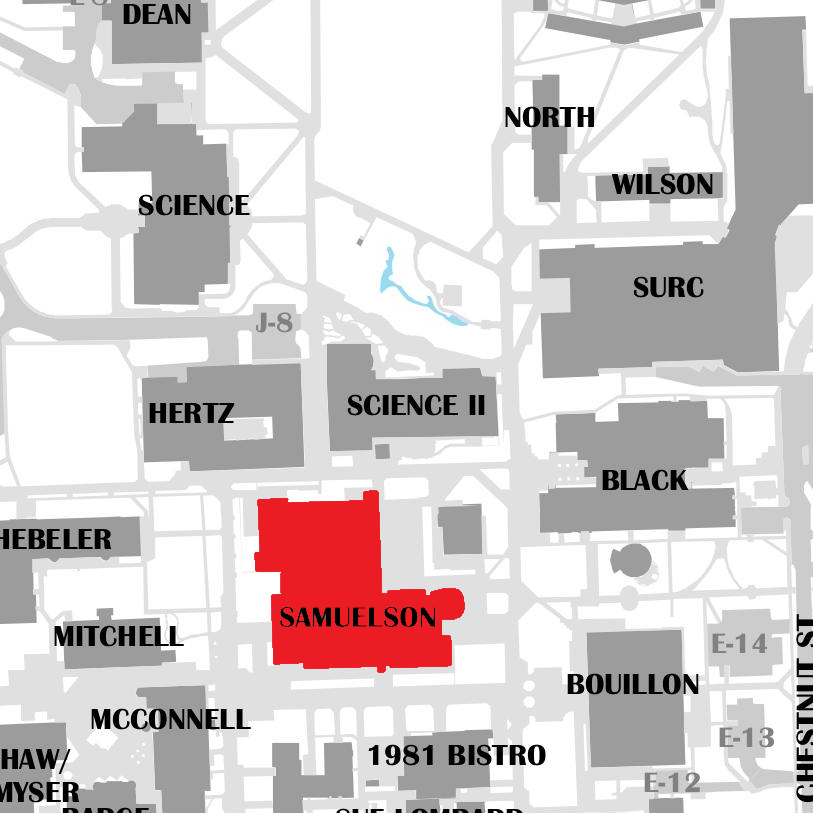 DEAN
NORTH
WILSON
SCIENCE
SURC
J-8
HERTZ
SCIENCE II
BLACK
HEBELER
SAMUELSON
MITCHELL
E-14
BOUILLON
CHESTNUT ST
MCCONNELL
E-13
SHAW/
MYSER
1981 BISTRO
E-12